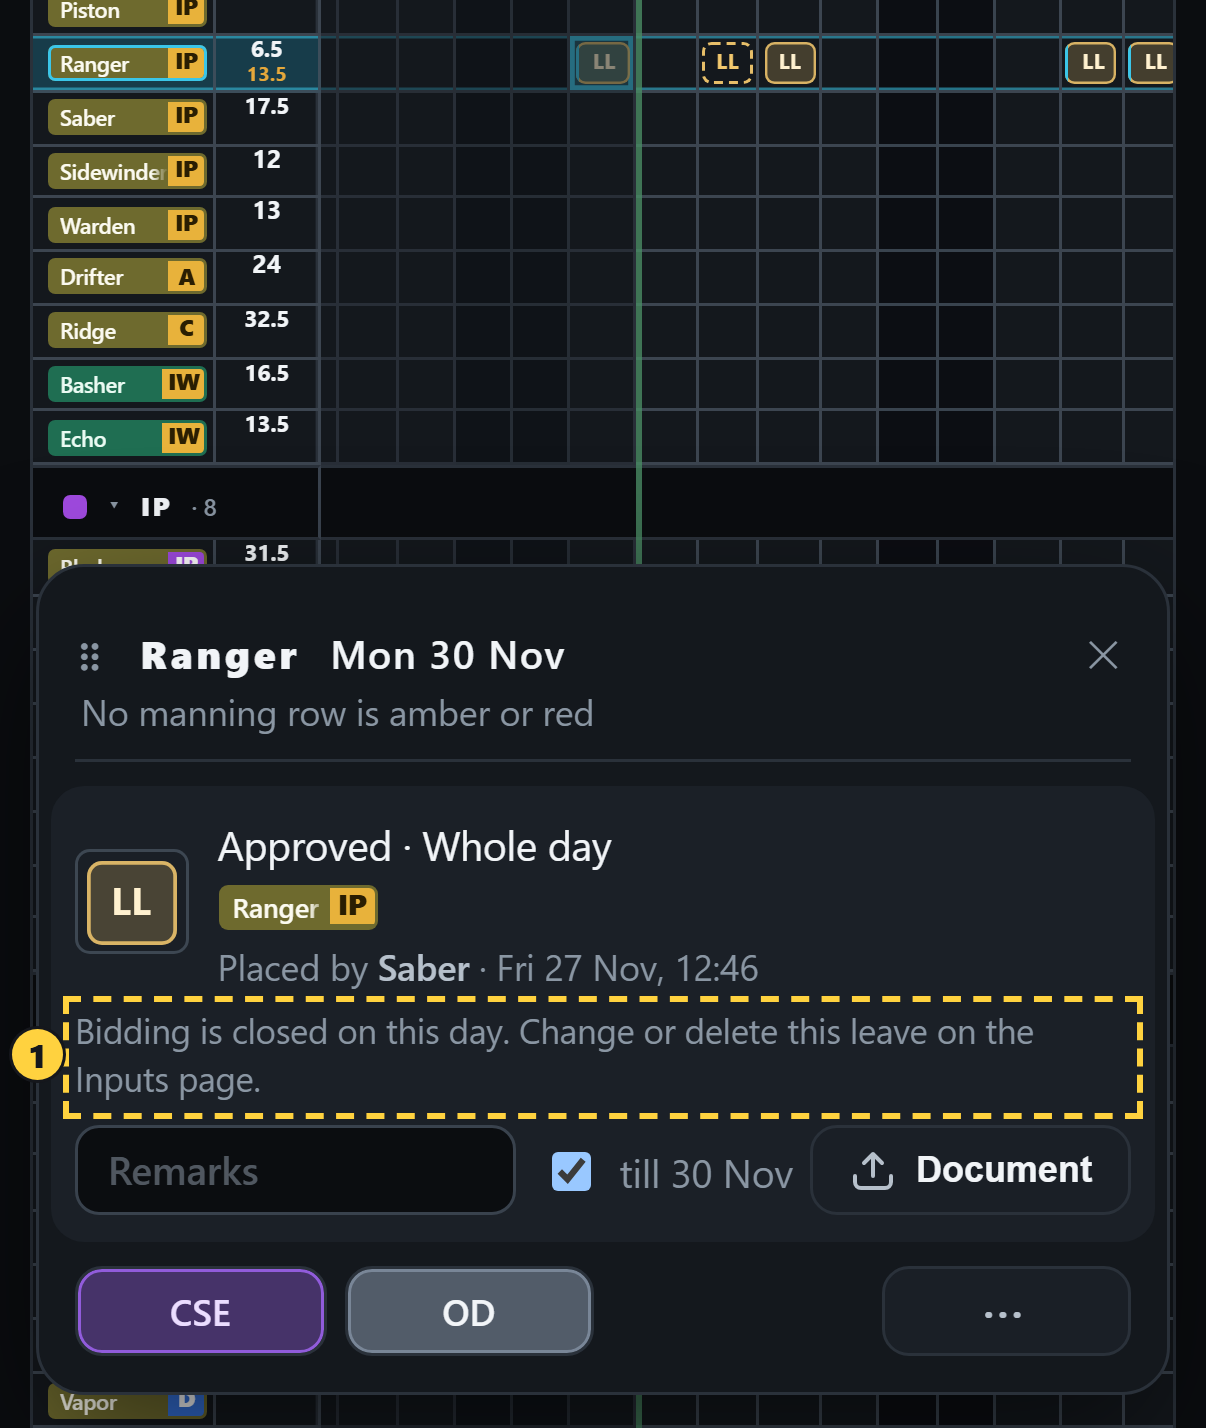 Piston IP
Ranger IP 6.5 LL LL LL LL LL
13.5
Saber IP 17.5
Sidewinder IP 12
Warden IP 13
Drifter A 24
Ridge C 32.5
Basher IW 16.5
Echo IW 13.5
IP · 8
IP 31.5
Ranger Mon 30 Nov
No manning row is amber or red
LL Approved · Whole day
Ranger IP
Placed by Saber · Fri 27 Nov, 12:46
1 Bidding is closed on this day. Change or delete this leave on the
Inputs page.
Remarks till 30 Nov Document
CSE OD ...
Vapor D